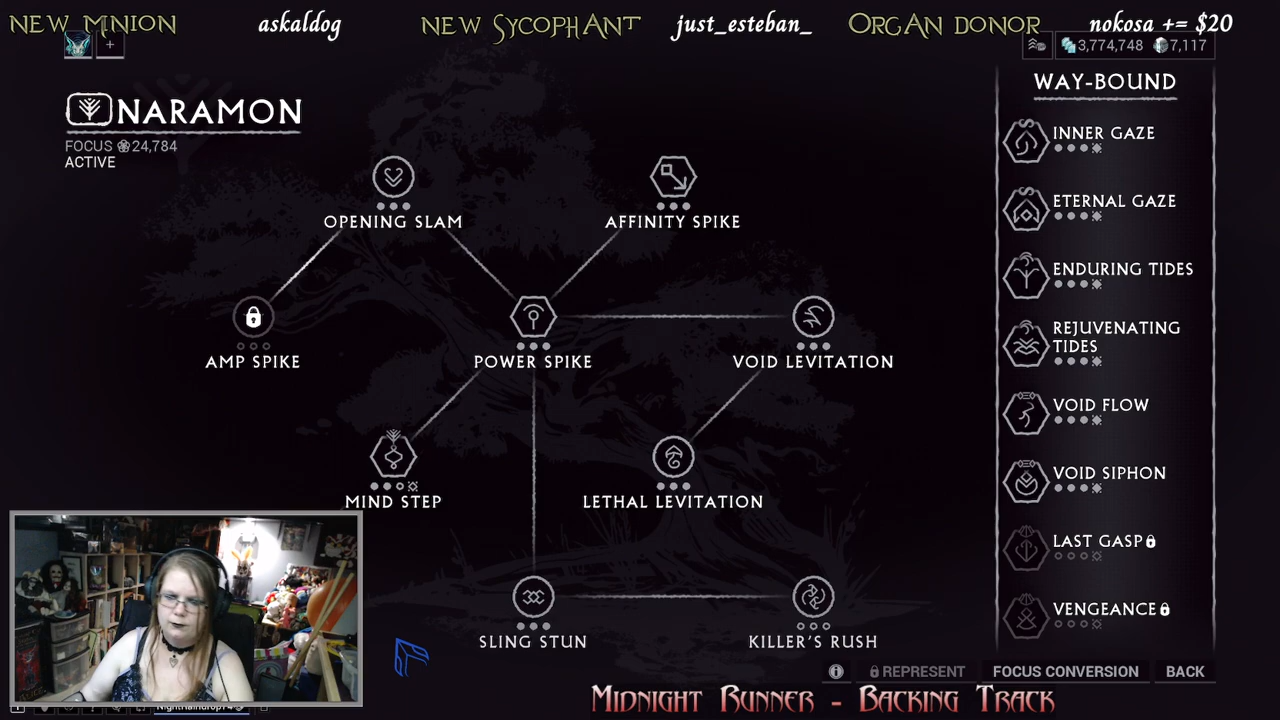 NEW MINION askaldog NEW SYCOPHANT just_esteban_ ORGAN DONOR nokosa += $20
+ 3,774,748 7,117
NARAMON
FOCUS 24,784
ACTIVE
OPENING SLAM
AFFINITY SPIKE
AMP SPIKE
POWER SPIKE
VOID LEVITATION
MIND STEP
LETHAL LEVITATION
SLING STUN
KILLER'S RUSH
WAY-BOUND
INNER GAZE
ETERNAL GAZE
ENDURING TIDES
REJUVENATING
TIDES
VOID FLOW
VOID SIPHON
LAST GASP
VENGEANCE
REPRESENT FOCUS CONVERSION BACK
MIDNIGHT RUNNER - BACKING TRACK